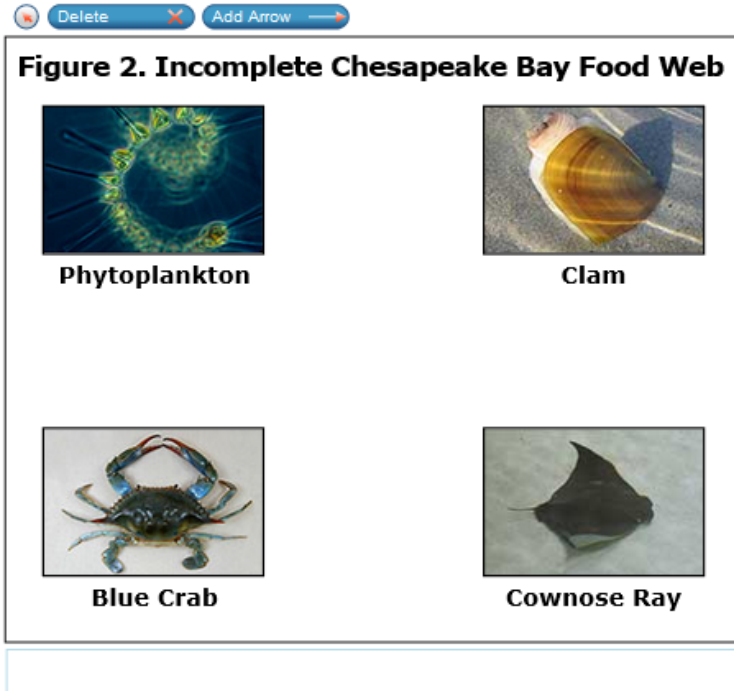 Delete
Add Arrow
Figure 2. Incomplete Chesapeake Bay Food Web
Phytoplankton
Clam
Blue Crab
Cownose Ray